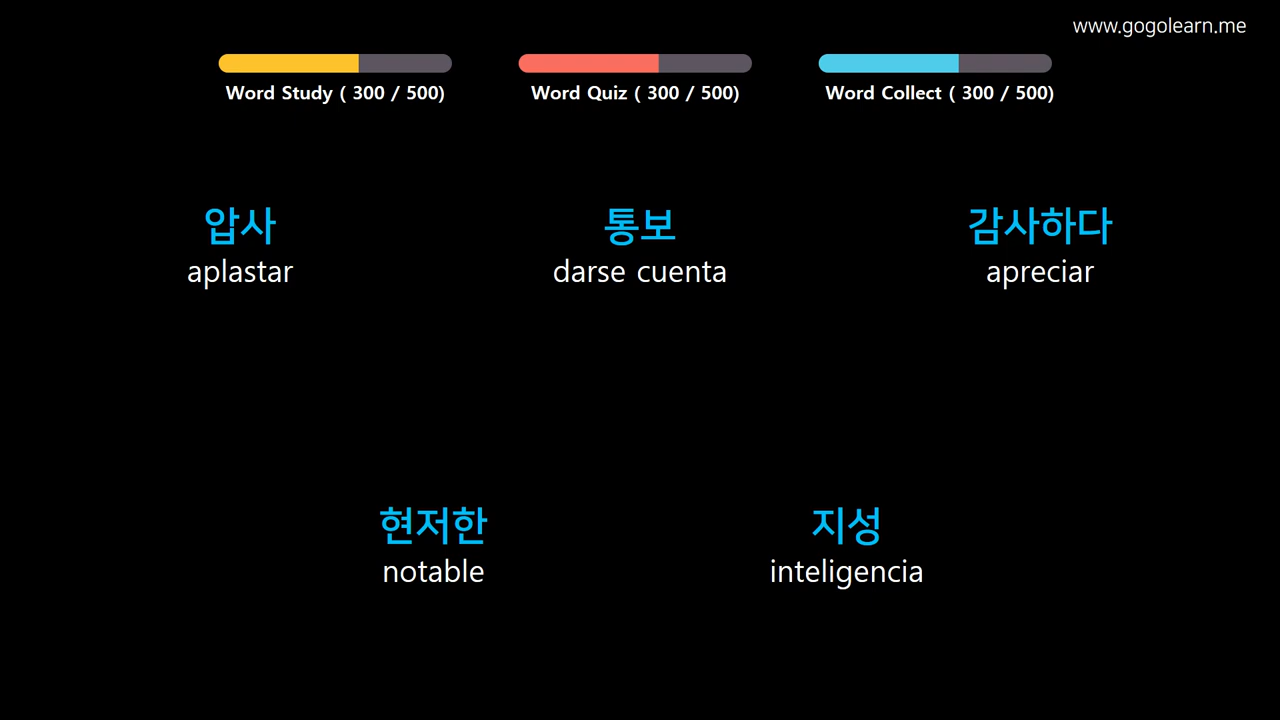 www.gogolearn.me
Word Study ( 300 / 500)
Word Quiz ( 300 / 500)
Word Collect ( 300 / 500)
압사
aplastar
통보
darse cuenta
감사하다
apreciar
현저한
notable
지성
inteligencia